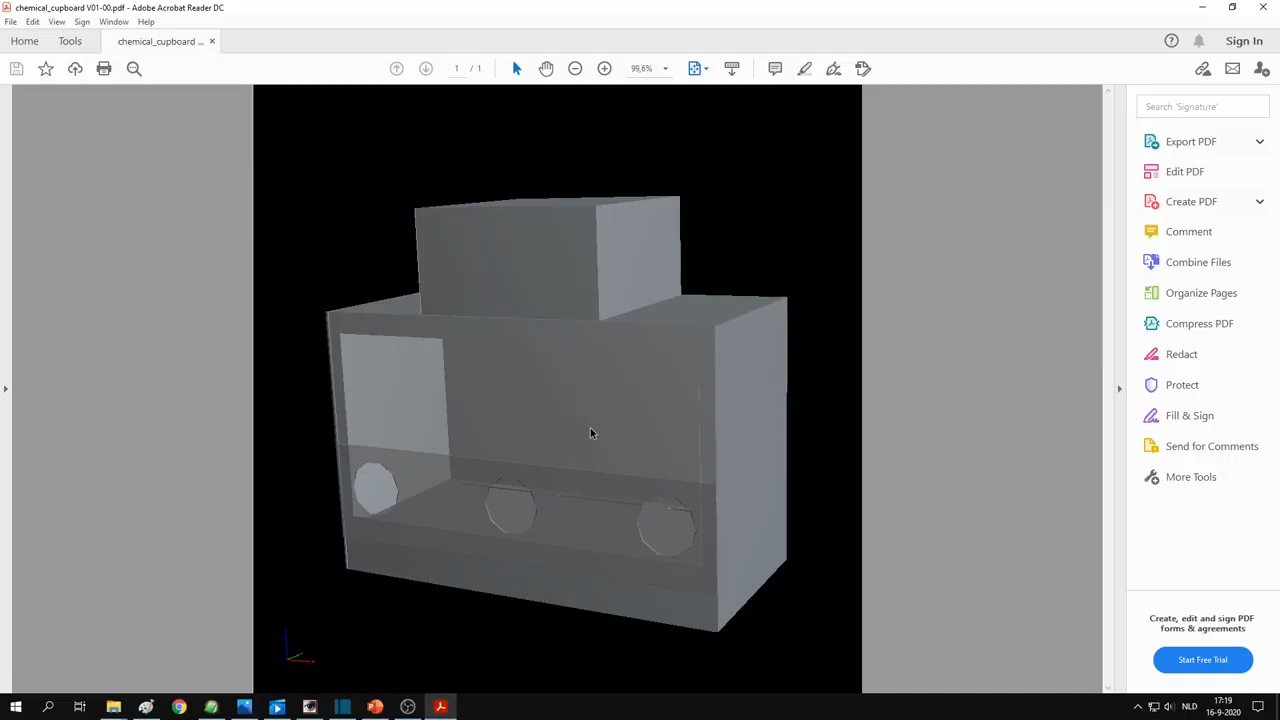 chemical_cupboard V01-00.pdf - Adobe Acrobat Reader DC
File Edit View Sign Window Help
Home Tools chemical_cupboard ... × Sign In
1 / 1 99,6%
Search 'Signature'
Export PDF
Edit PDF
Create PDF
Comment
Combine Files
Organize Pages
Compress PDF
Redact
Protect
Fill & Sign
Send for Comments
More Tools
Create, edit and sign PDF
forms & agreements
Start Free Trial
NLD 17:19
16-9-2020